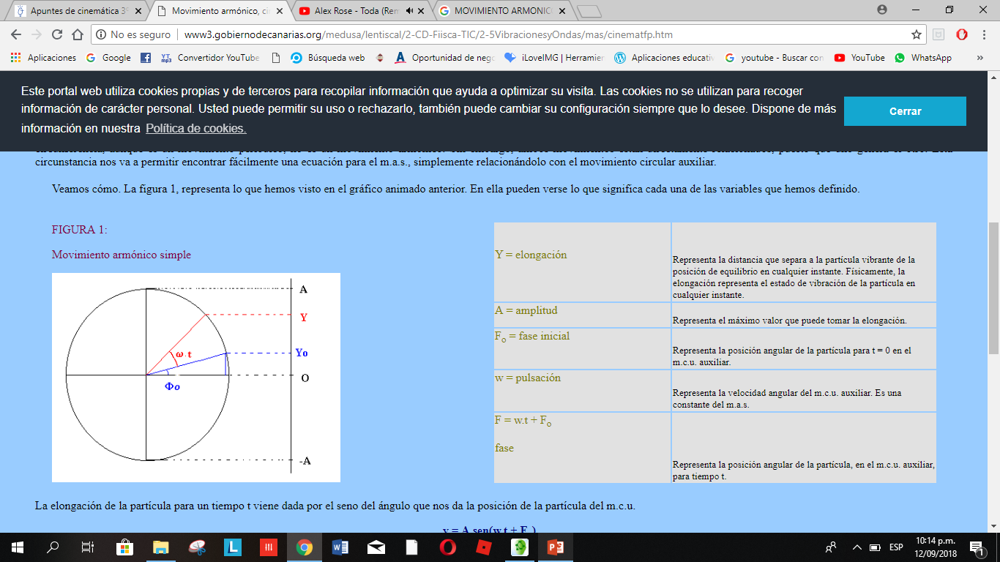 Apuntes de cinemática 3º
Movimiento armónico, ci
Alex Rose - Toda (Rem
MOVIMIENTO ARMONIC
No es seguro | www3.gobiernodecanarias.org/medusa/lentiscal/2-CD-Fiisca-TIC/2-5VibracionesyOndas/mas/cinematfp.htm
Aplicaciones Google Convertidor YouTube Búsqueda web Oportunidad de nego iLoveIMG | Herramier Aplicaciones educativ youtube - Buscar con YouTube WhatsApp »
Este portal web utiliza cookies propias y de terceros para recopilar información que ayuda a optimizar su visita. Las cookies no se utilizan para recoger
información de carácter personal. Usted puede permitir su uso o rechazarlo, también puede cambiar su configuración siempre que lo desee. Dispone de más
información en nuestra Política de cookies.
Cerrar
circunstancia nos va a permitir encontrar fácilmente una ecuación para el m.a.s., simplemente relacionándolo con el movimiento circular auxiliar.
Veamos cómo. La figura 1, representa lo que hemos visto en el gráfico animado anterior. En ella pueden verse lo que significa cada una de las variables que hemos definido.
FIGURA 1:
Movimiento armónico simple
A
Y
ω.t
Yo
O
Φo
-A
Y = elongación
Representa la distancia que separa a la partícula vibrante de la
posición de equilibrio en cualquier instante. Físicamente, la
elongación representa el estado de vibración de la partícula en
cualquier instante.
A = amplitud
Representa el máximo valor que puede tomar la elongación.
Fo = fase inicial
Representa la posición angular de la partícula para t = 0 en el
m.c.u. auxiliar.
w = pulsación
Representa la velocidad angular del m.c.u. auxiliar. Es una
constante del m.a.s.
F = w.t + Fo
fase
Representa la posición angular de la partícula, en el m.c.u. auxiliar,
para tiempo t.
La elongación de la partícula para un tiempo t viene dada por el seno del ángulo que nos da la posición de la partícula del m.c.u.
y = A sen(w.t + F )
ESP
10:14 p.m.
12/09/2018
1